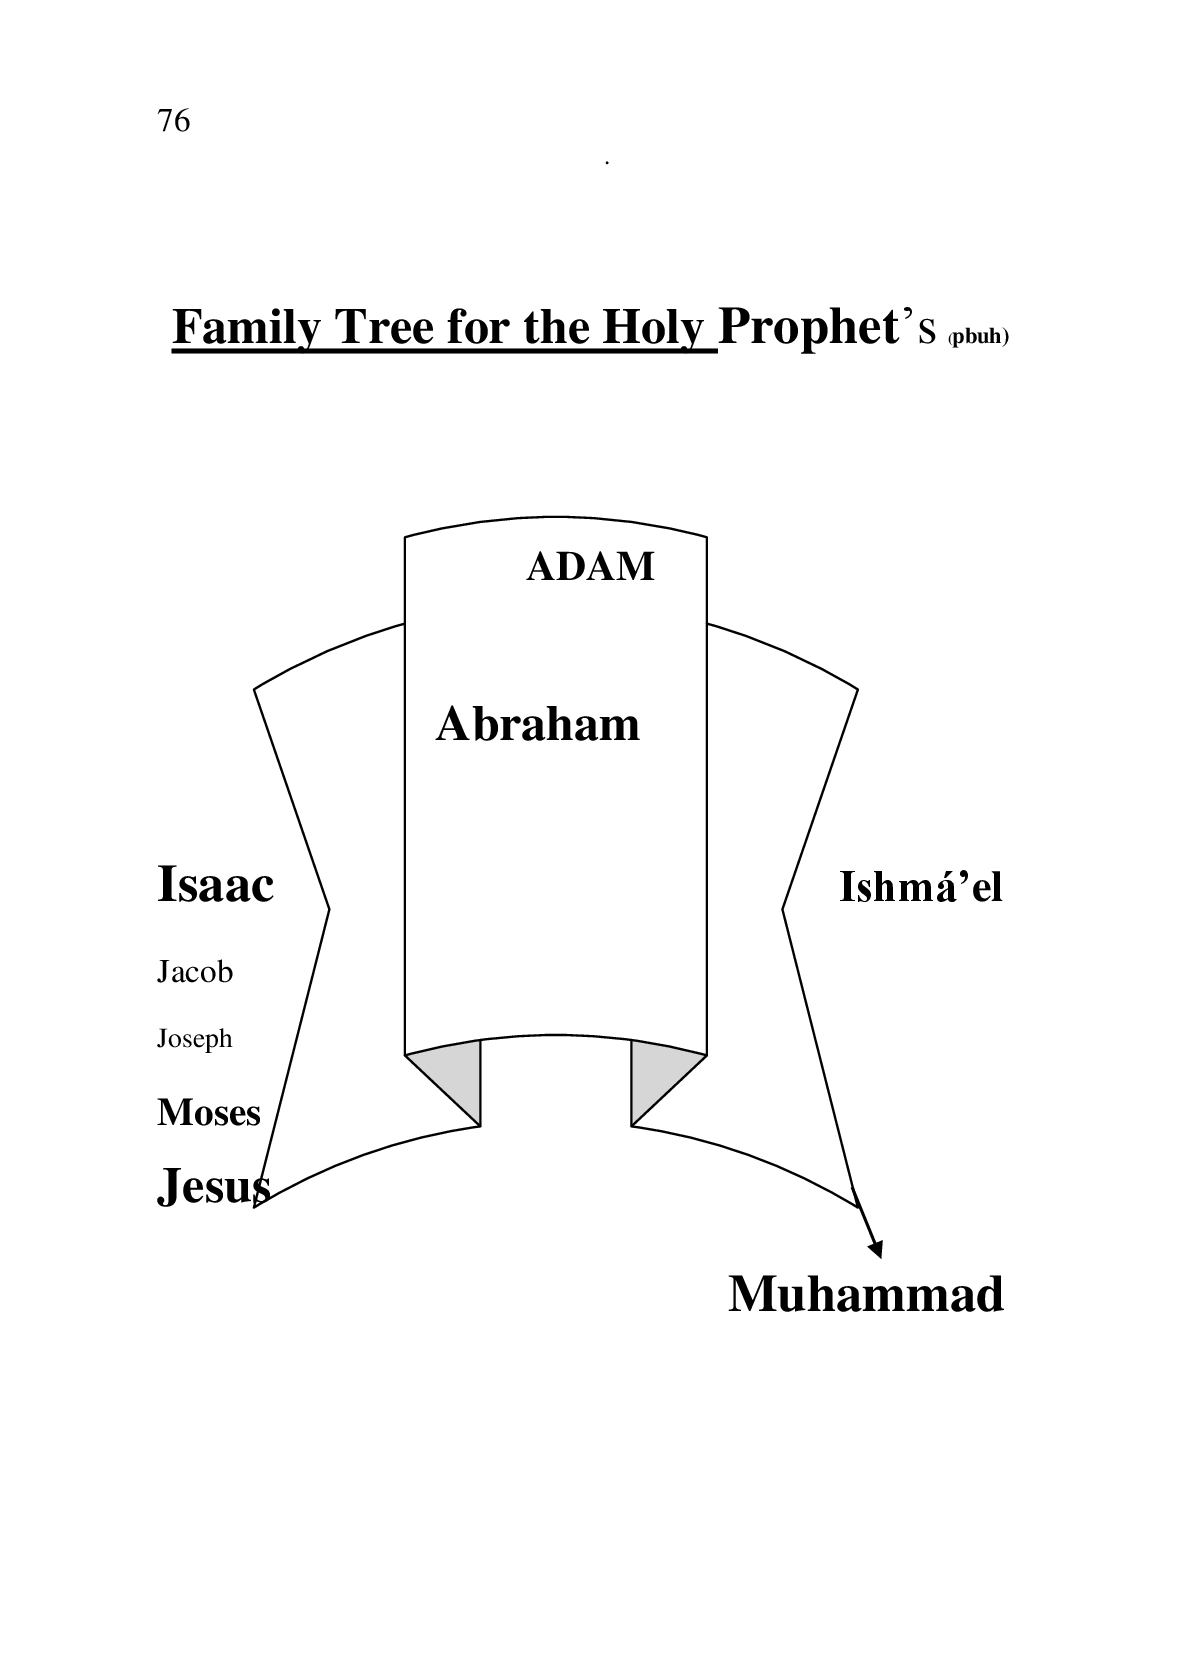 76
.
Family Tree for the Holy Prophet’s (pbuh)
ADAM
Abraham
Isaac
Ishmá’el
Jacob
Joseph
Moses
Jesus
Muhammad